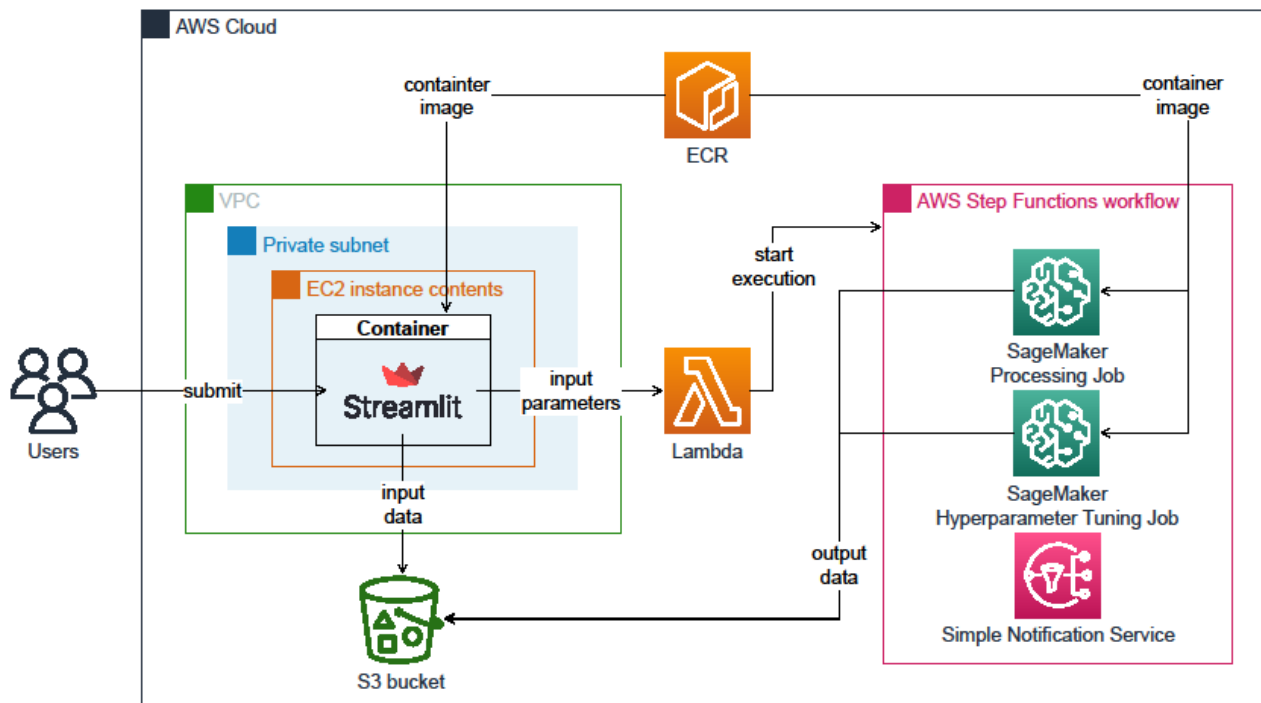 AWS Cloud
containter
image
ECR
container
image
VPC
Private subnet
EC2 instance contents
Container
Streamlit
Users
submit
input
parameters
Lambda
start
execution
AWS Step Functions workflow
SageMaker
Processing Job
SageMaker
Hyperparameter Tuning Job
Simple Notification Service
input
data
output
data
S3 bucket